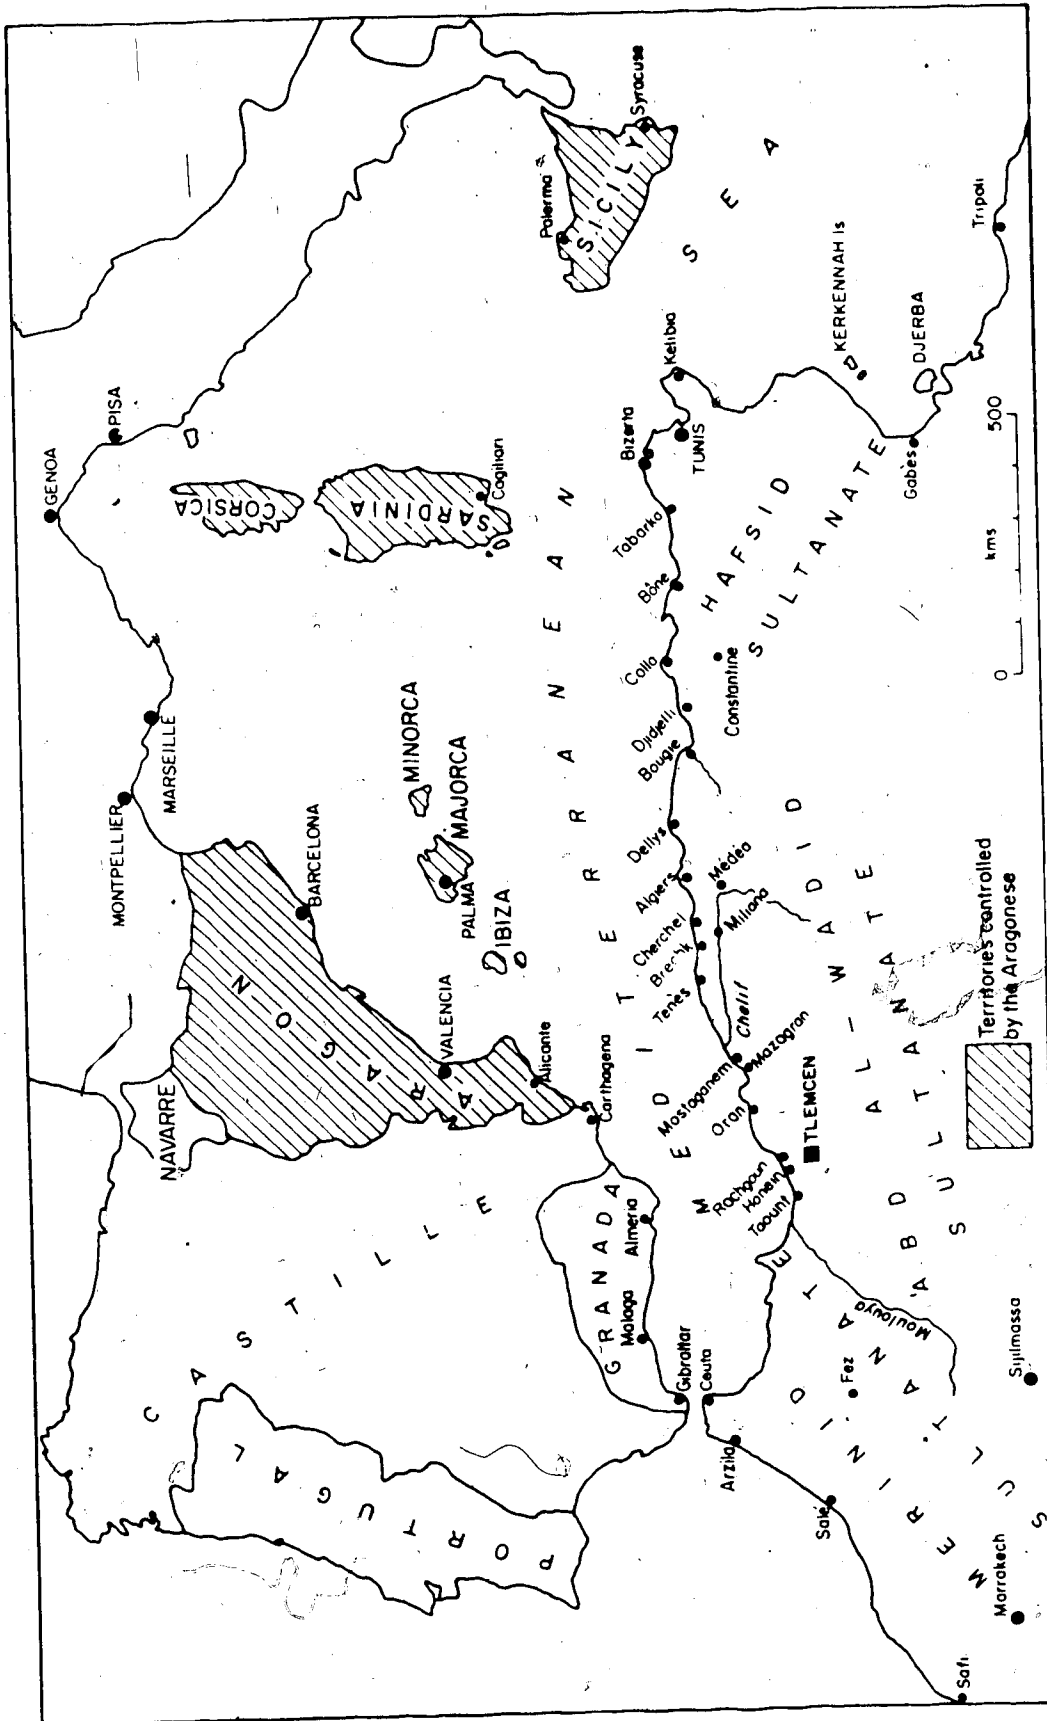 GENOA
PISA
MONTPELLIER
MARSEILLE
NAVARRE
CORSICA
BARCELONA
ARAGON
SARDINIA
Cagliari
MINORCA
MAJORCA
PALMA
IBIZA
VALENCIA
Alicante
Carthagena
CASTILLE
PORTUGAL
GRANADA
Almeria
Malaga
Gibraltar
Ceuta
Palerma
SICILY
Syracuse
MEDITERRANEAN SEA
Kelibia
Bizerta
TUNIS
Tabarka
Bône
Collo
Constantine
Djidjelli
Bougie
Dellys
Algiers
Médéa
Cherchel
Miliana
Brechk
Tenès
Chelif
Mostaganem
Mazagran
Oran
TLEMCEN
Rachgoun
Honein
Taount
Moulouya
Arzila
Fez
Salé
Sijilmassa
Marrakech
Safi
KERKENNAH Is
DJERBA
Gabès
Tripoli
HAFSID
SULTANATE
'ABD AL-WADID
SULTANATE
MERINID
SULTANATE
0 kms 500
Territories controlled
by the Aragonese